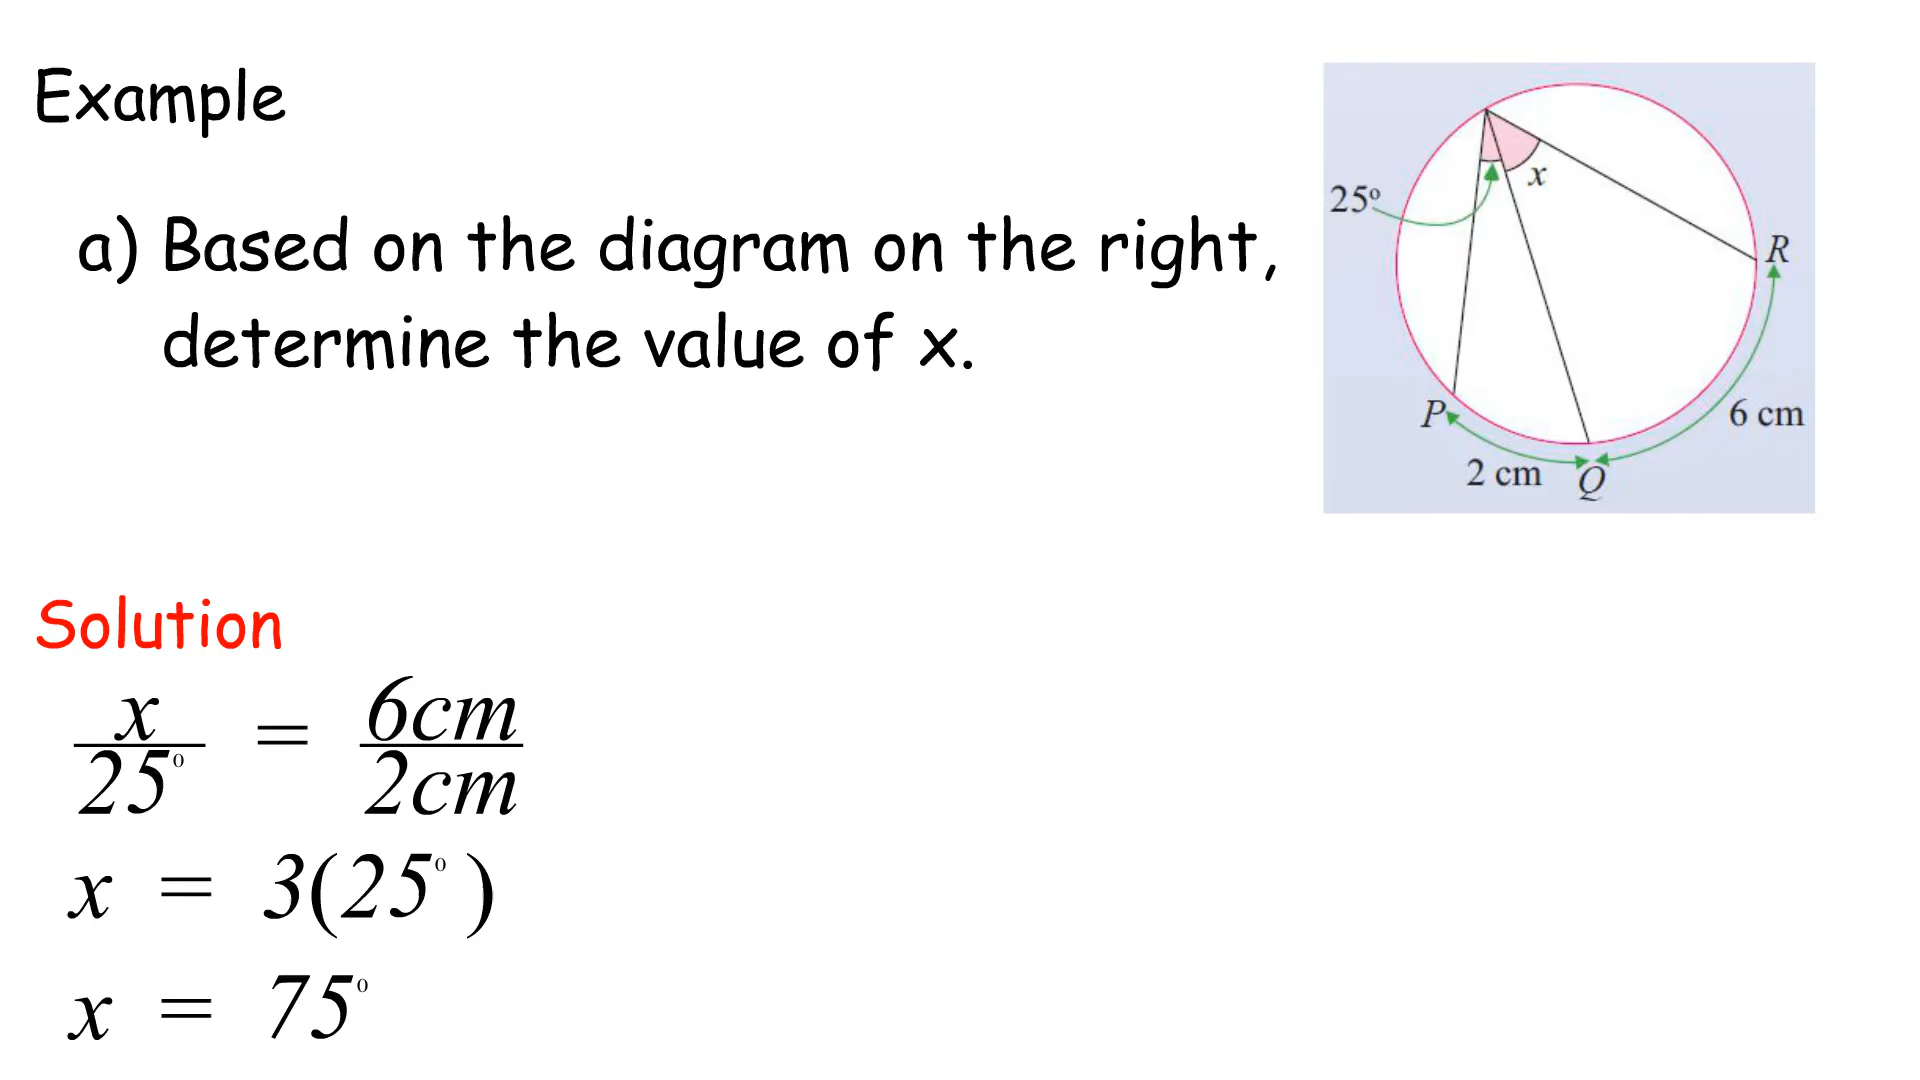 Example
a) Based on the diagram on the right,
determine the value of x.
25°
x
R
P
6 cm
2 cm
Q
Solution
x/25° = 6cm/2cm
x = 3(25°)
x = 75°